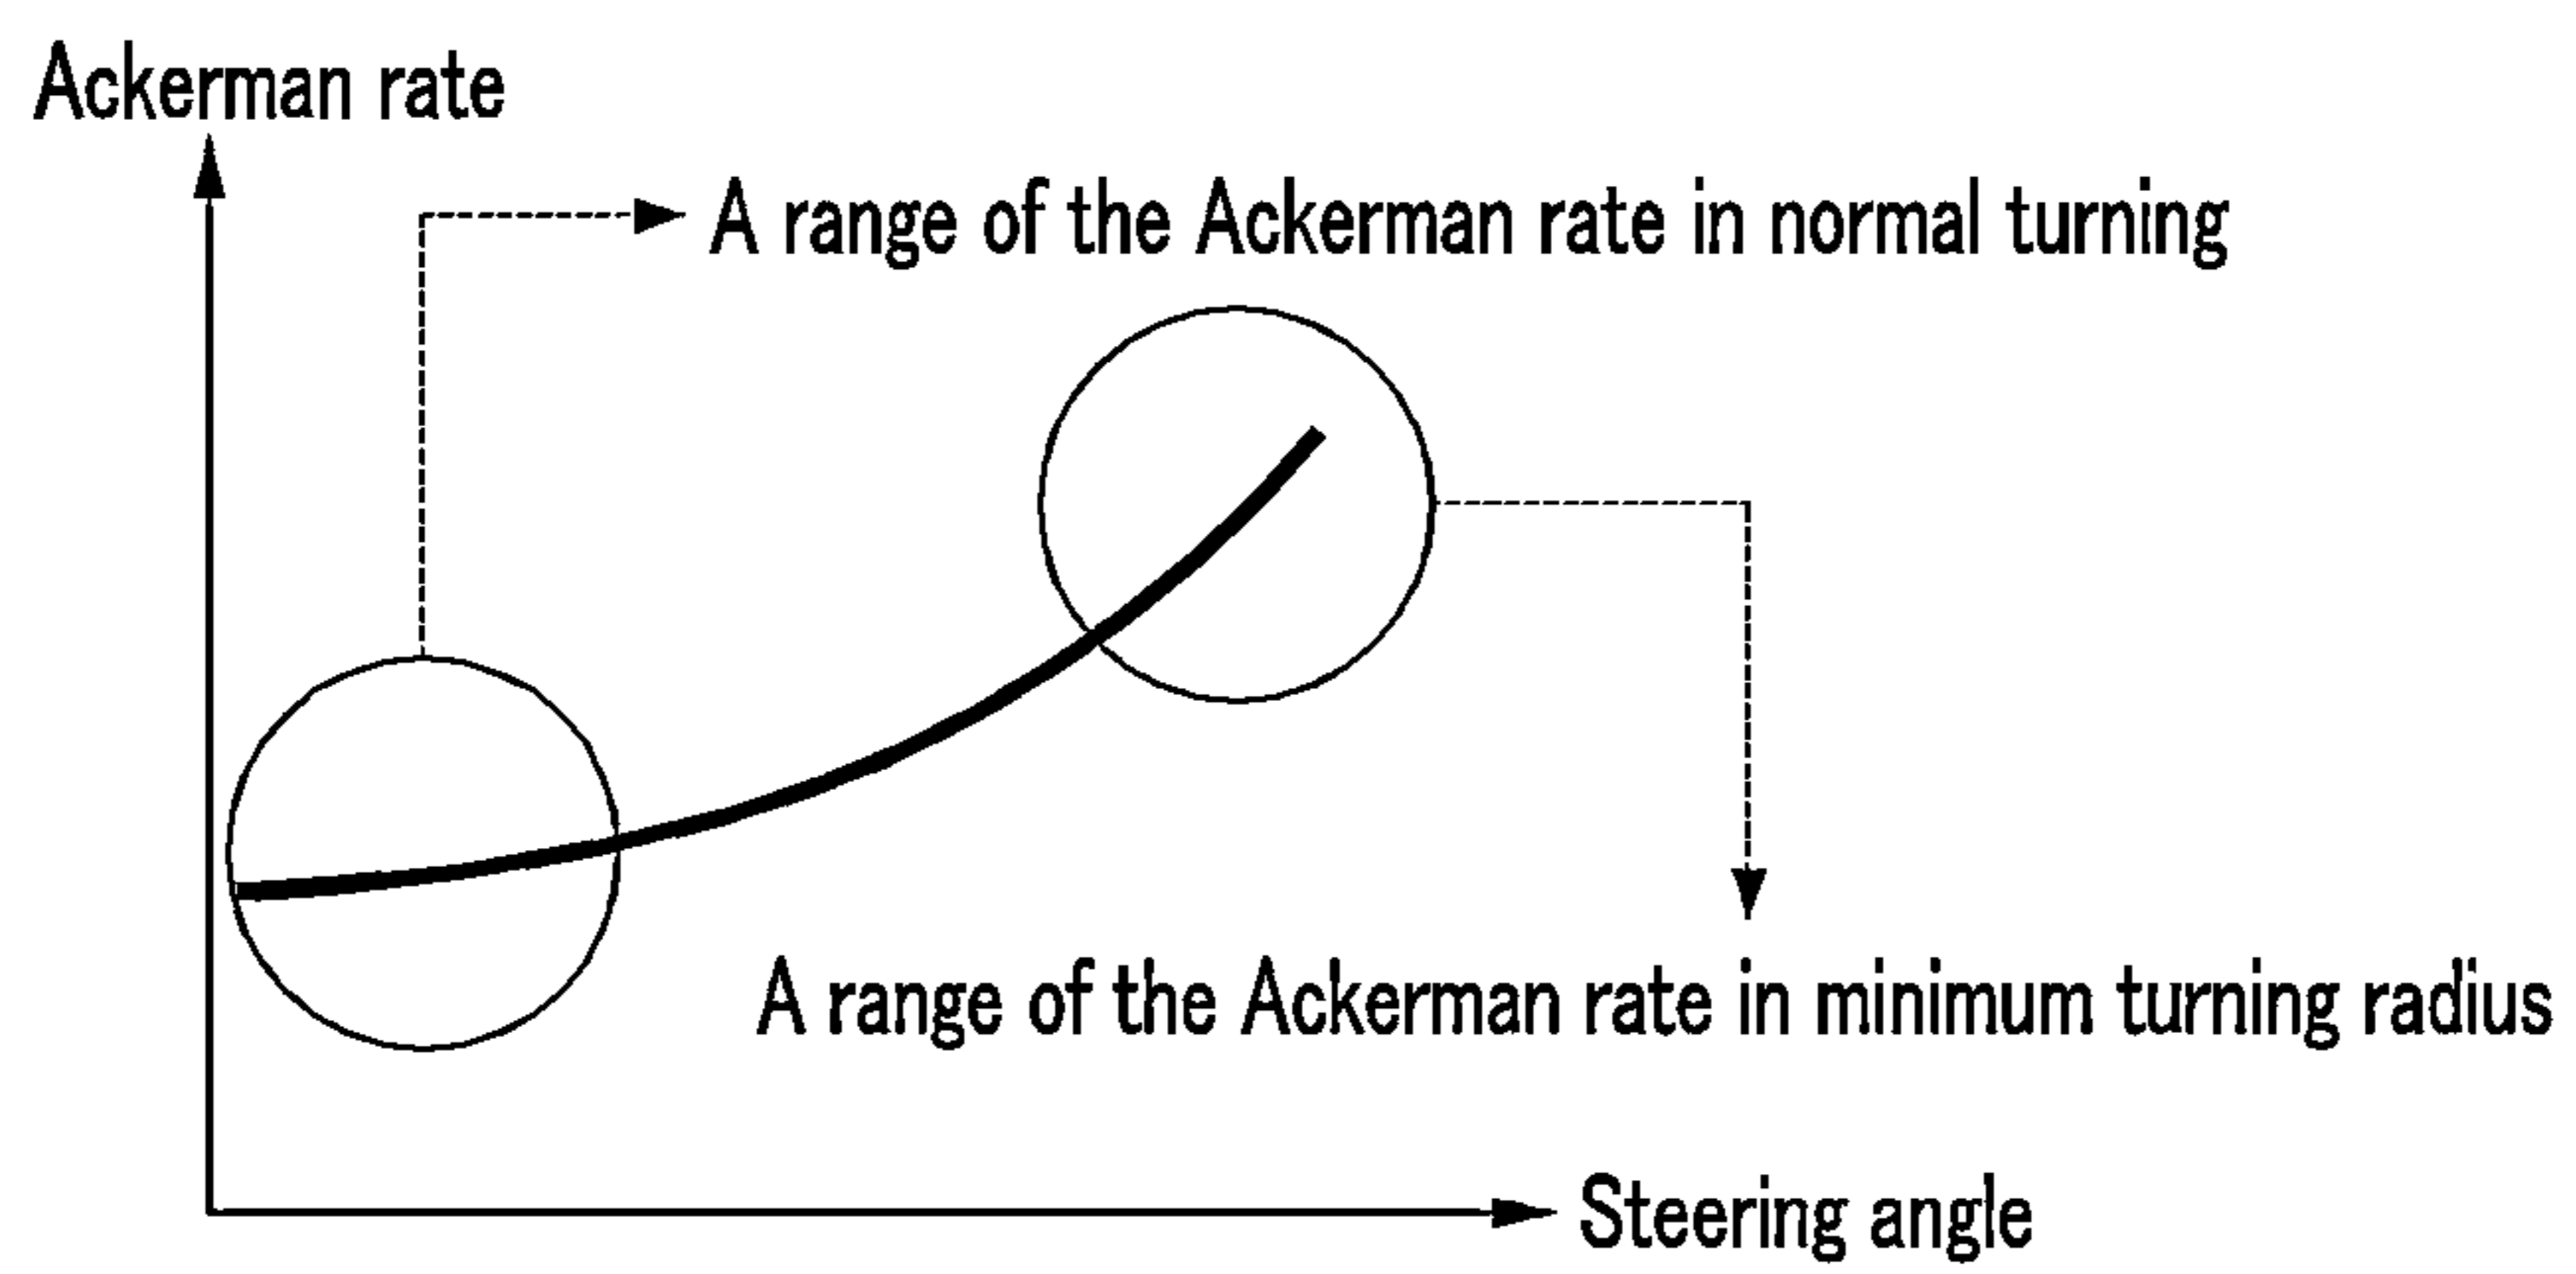 Ackerman rate
A range of the Ackerman rate in normal turning
A range of the Ackerman rate in minimum turning radius
Steering angle